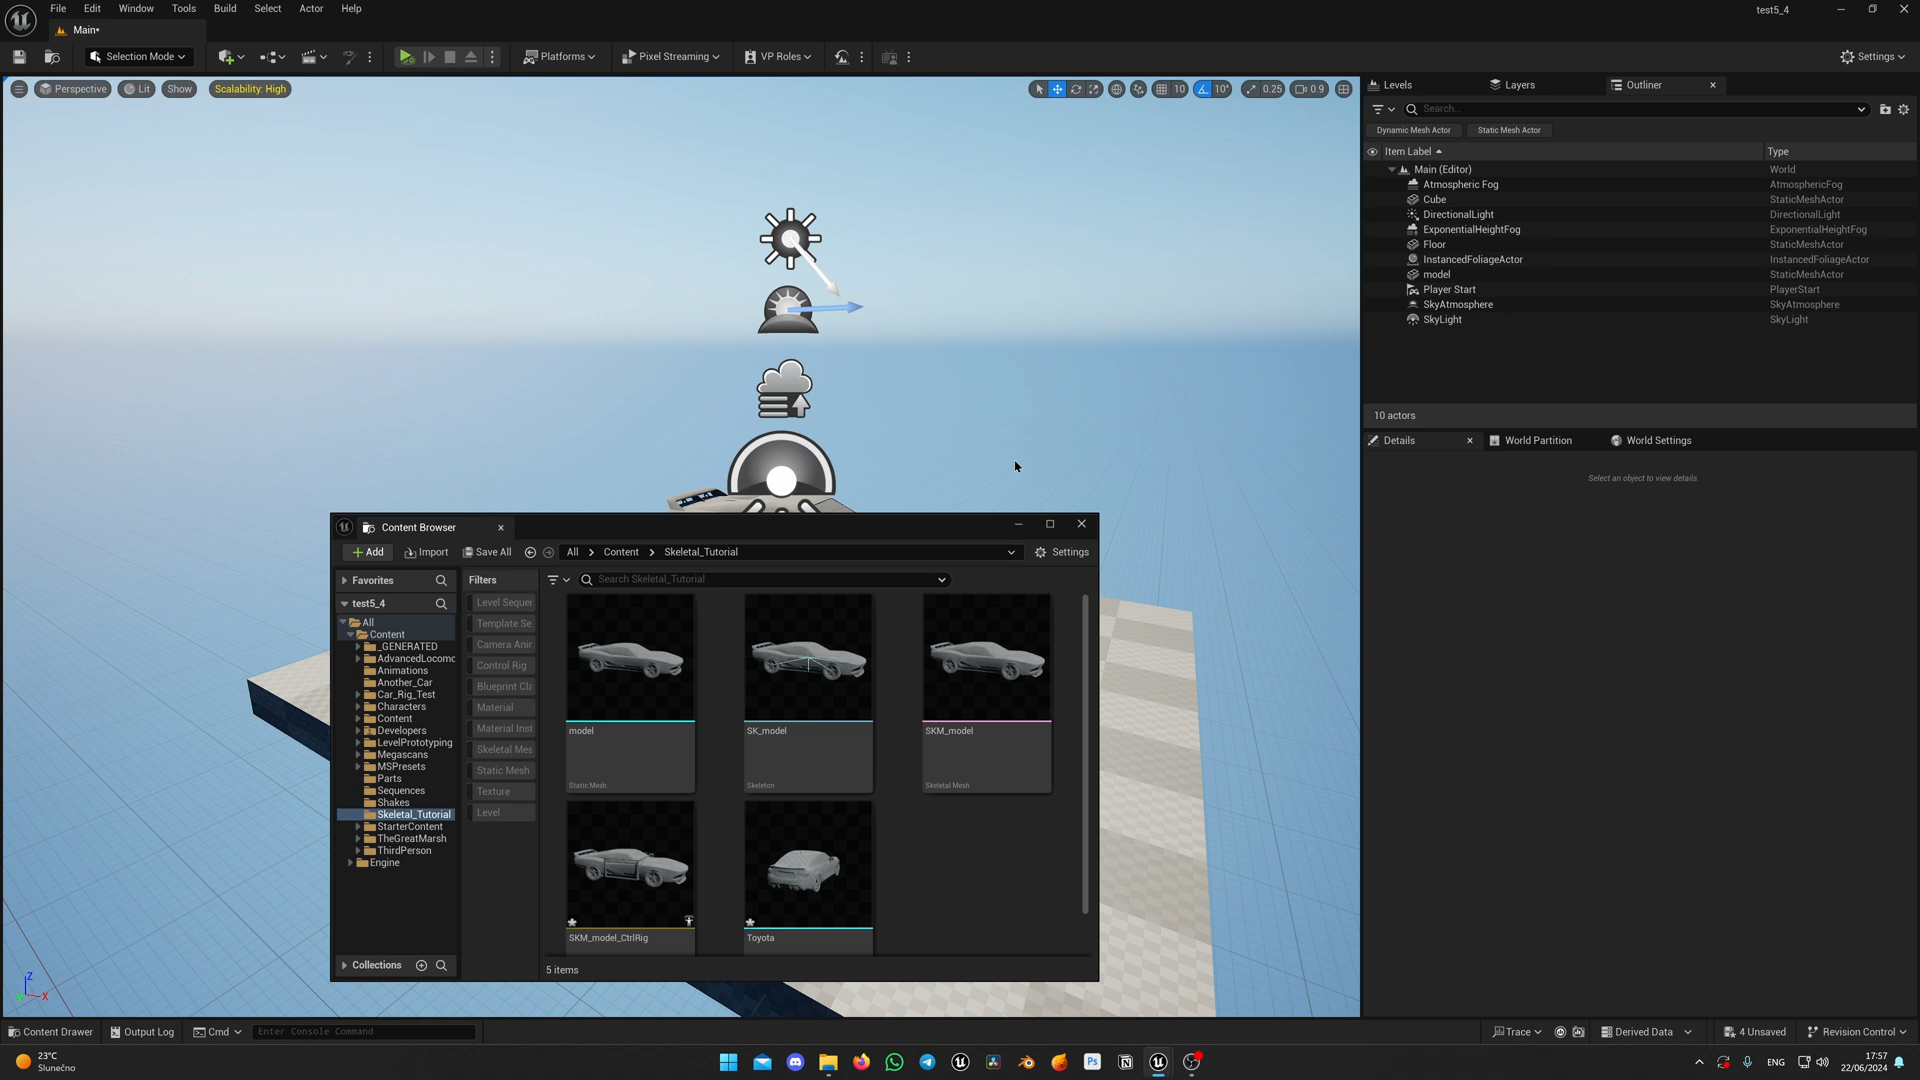 File Edit Window Tools Build Select Actor Help
test5_4
Main*
Selection Mode
Platforms
Pixel Streaming
VP Roles
Settings
Perspective
Lit
Show
Scalability: High
10
10°
0.25
0.9
Levels
Layers
Outliner
Search...
Dynamic Mesh Actor
Static Mesh Actor
Item Label
Type
Main (Editor) World
Atmospheric Fog AtmosphericFog
Cube StaticMeshActor
DirectionalLight DirectionalLight
ExponentialHeightFog ExponentialHeightFog
Floor StaticMeshActor
InstancedFoliageActor InstancedFoliageActor
model StaticMeshActor
Player Start PlayerStart
SkyAtmosphere SkyAtmosphere
SkyLight SkyLight
10 actors
Details
World Partition
World Settings
Select an object to view details.
Content Browser
Add
Import
Save All
All > Content > Skeletal_Tutorial
Settings
Favorites
test5_4
All
Content
_GENERATED
AdvancedLocomc
Animations
Another_Car
Car_Rig_Test
Characters
Content
Developers
LevelPrototyping
Megascans
MSPresets
Parts
Sequences
Shakes
Skeletal_Tutorial
StarterContent
TheGreatMarsh
ThirdPerson
Engine
Collections
Filters
Level Sequer
Template Se
Camera Anir
Control Rig
Blueprint Cla
Material
Material Inst
Skeletal Mes
Static Mesh
Texture
Level
Search Skeletal_Tutorial
model
Static Mesh
SK_model
Skeleton
SKM_model
Skeletal Mesh
SKM_model_CtrlRig
Toyota
5 items
Z
X
Content Drawer
Output Log
Cmd
Enter Console Command
Trace
Derived Data
4 Unsaved
Revision Control
23°C
Slunečno
Ps
ENG
17:57
22/06/2024